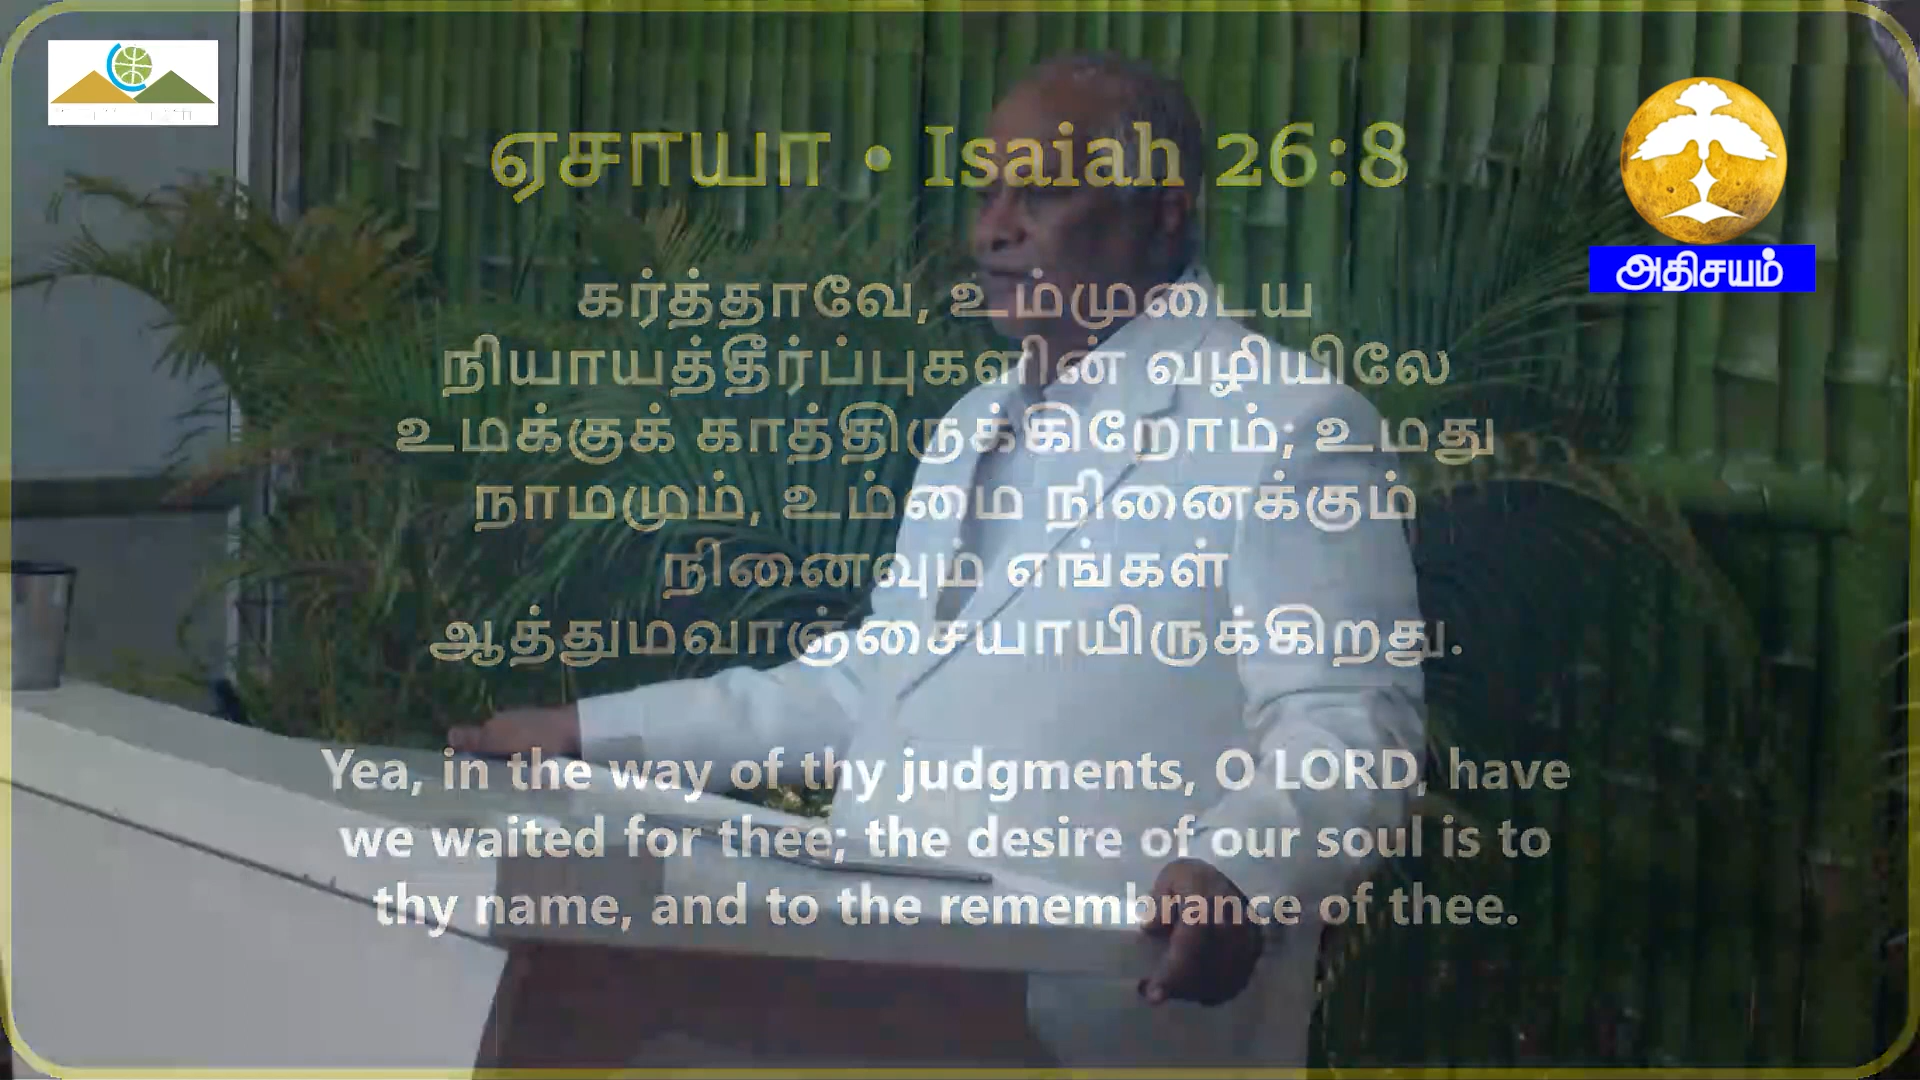 ஏசாயா • Isaiah 26:8
அதிசயம்
கர்த்தாவே, உம்முடைய
நியாயத்தீர்ப்புகளின் வழியிலே
உமக்குக் காத்திருக்கிறோம்; உமது
நாமமும், உம்மை நினைக்கும்
நினைவும் எங்கள்
ஆத்துமவாஞ்சையாயிருக்கிறது.
Yea, in the way of thy judgments, O LORD, have
we waited for thee; the desire of our soul is to
thy name, and to the remembrance of thee.